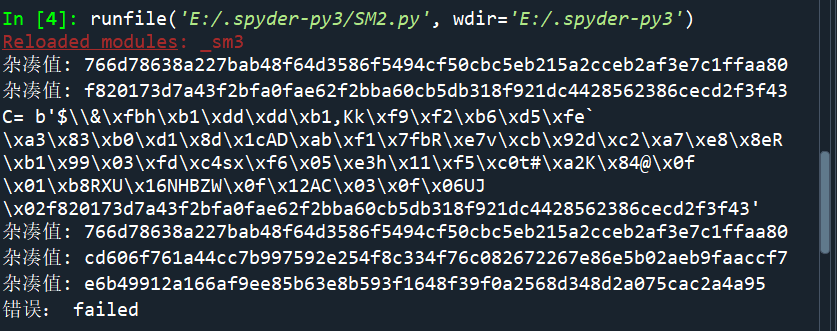 In [4]: runfile('E:/.spyder-py3/SM2.py', wdir='E:/.spyder-py3')
Reloaded modules: _sm3
杂凑值: 766d78638a227bab48f64d3586f5494cf50cbc5eb215a2cceb2af3e7c1ffaa80
杂凑值: f820173d7a43f2bfa0fae62f2bba60cb5db318f921dc4428562386cecd2f3f43
C= b'$\\&\xfbh\xb1\xdd\xdd\xb1,Kk\xf9\xf2\xb6\xd5\xfe`
\xa3\x83\xb0\xd1\x8d\x1cAD\xab\xf1\x7fbR\xe7v\xcb\x92d\xc2\xa7\xe8\x8eR
\xb1\x99\x03\xfd\xc4sx\xf6\x05\xe3h\x11\xf5\xc0t#\xa2K\x84@\x0f
\x01\xb8RXU\x16NHBZW\x0f\x12AC\x03\x0f\x06UJ
\x02f820173d7a43f2bfa0fae62f2bba60cb5db318f921dc4428562386cecd2f3f43'
杂凑值: 766d78638a227bab48f64d3586f5494cf50cbc5eb215a2cceb2af3e7c1ffaa80
杂凑值: cd606f761a44cc7b997592e254f8c334f76c082672267e86e5b02aeb9faaccf7
杂凑值: e6b49912a166af9ee85b63e8b593f1648f39f0a2568d348d2a075cac2a4a95
错误： failed